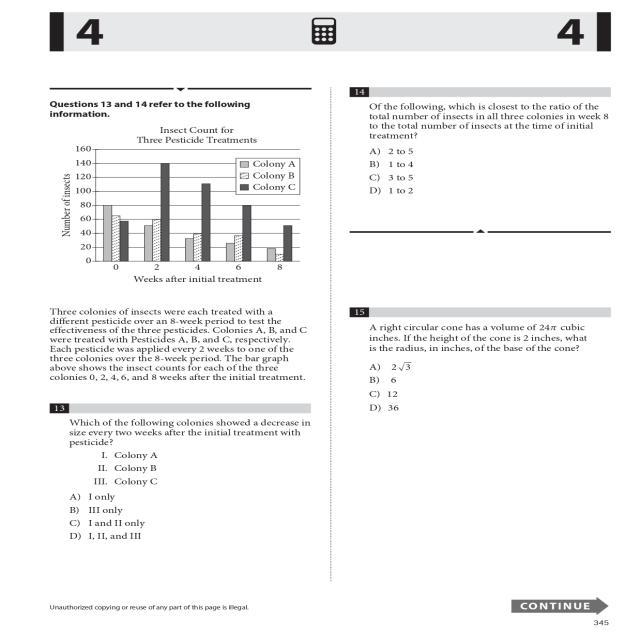 4
4
Questions 13 and 14 refer to the following
information.
Insect Count for
Three Pesticide Treatments
160
140
120
100
80
60
40
20
0
Number of insects
Colony A
Colony B
Colony C
0 2 4 6 8
Weeks after initial treatment
Three colonies of insects were each treated with a
different pesticide over an 8-week period to test the
effectiveness of the three pesticides. Colonies A, B, and C
were treated with Pesticides A, B, and C, respectively.
Each pesticide was applied every 2 weeks to one of the
three colonies over the 8-week period. The bar graph
above shows the insect counts for each of the three
colonies 0, 2, 4, 6, and 8 weeks after the initial treatment.
13
Which of the following colonies showed a decrease in
size every two weeks after the initial treatment with
pesticide?
I. Colony A
II. Colony B
III. Colony C
A) I only
B) III only
C) I and II only
D) I, II, and III
14
Of the following, which is closest to the ratio of the
total number of insects in all three colonies in week 8
to the total number of insects at the time of initial
treatment?
A) 2 to 5
B) 1 to 4
C) 3 to 5
D) 1 to 2
15
A right circular cone has a volume of 24π cubic
inches. If the height of the cone is 2 inches, what
is the radius, in inches, of the base of the cone?
A) 2√3
B) 6
C) 12
D) 36
Unauthorized copying or reuse of any part of this page is illegal.
CONTINUE
345